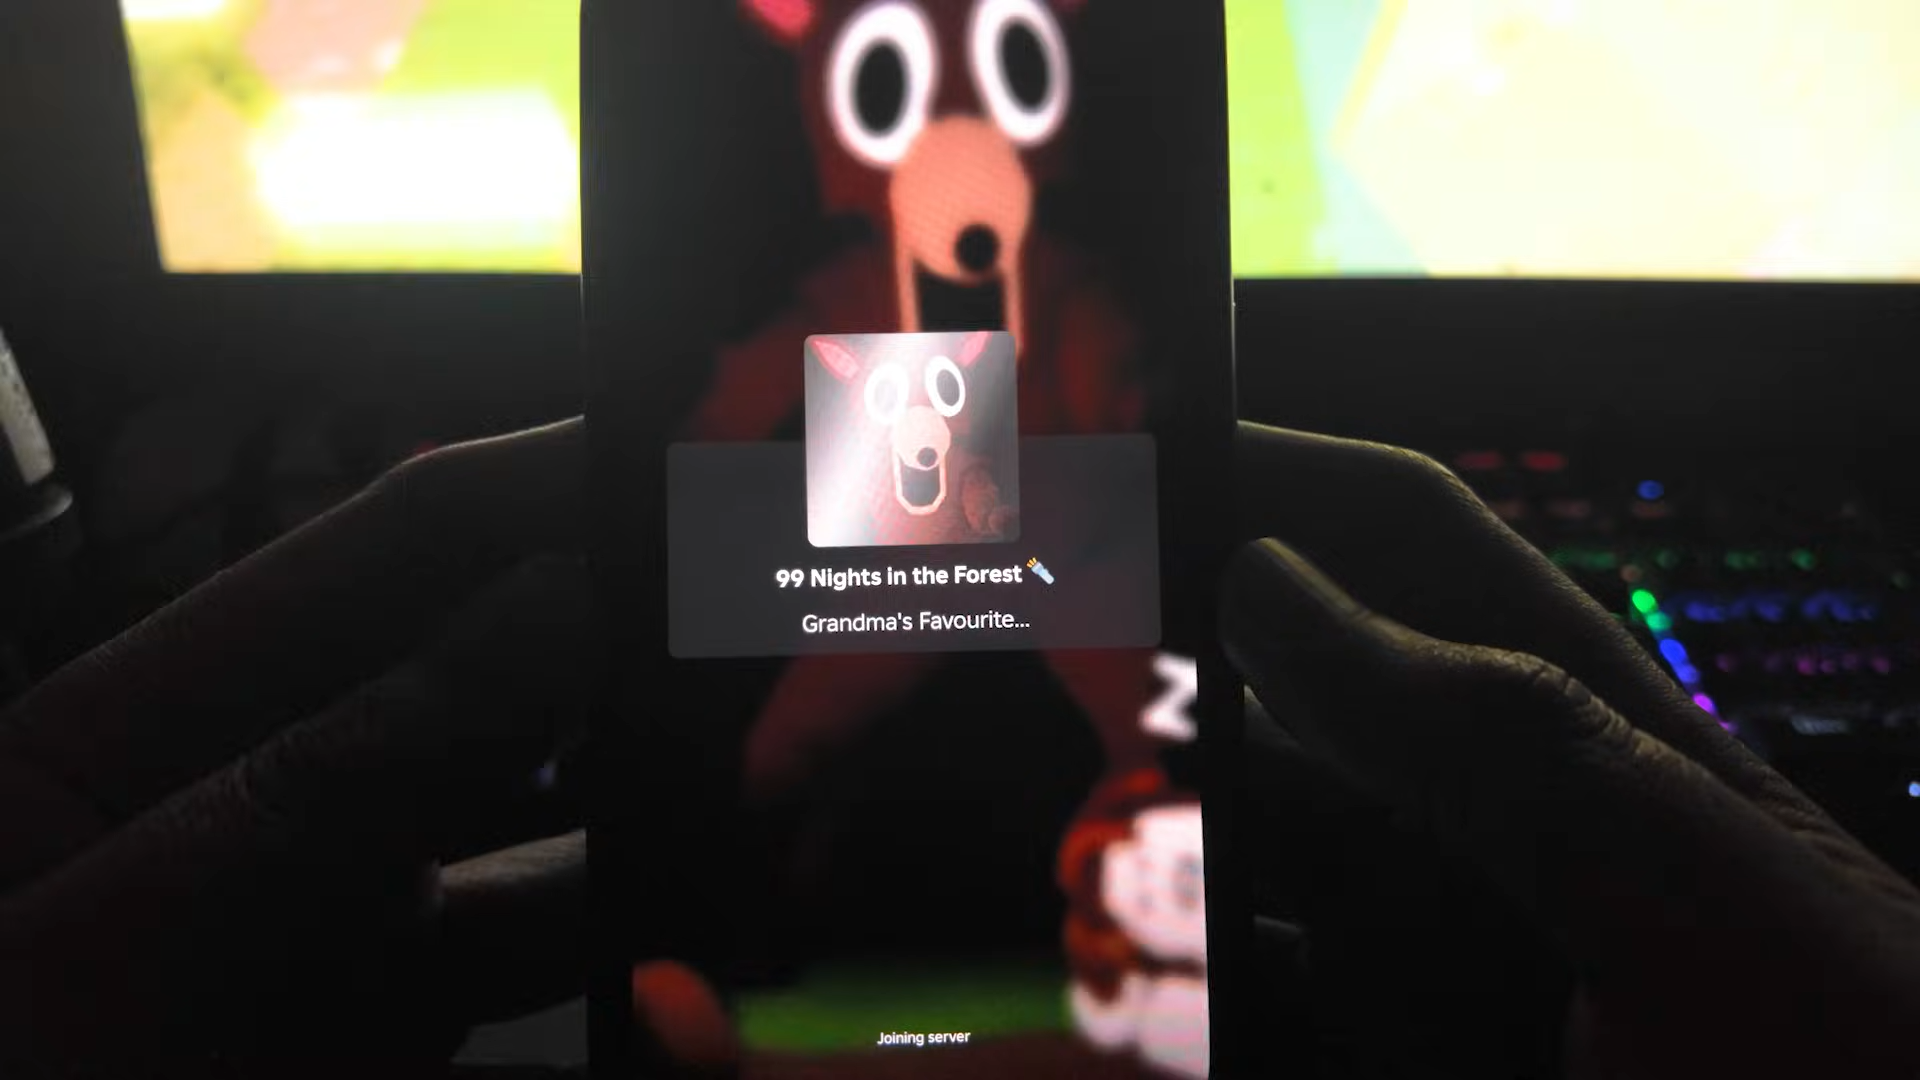 99 Nights in the Forest 🔦
Grandma's Favourite...
Z
Joining server